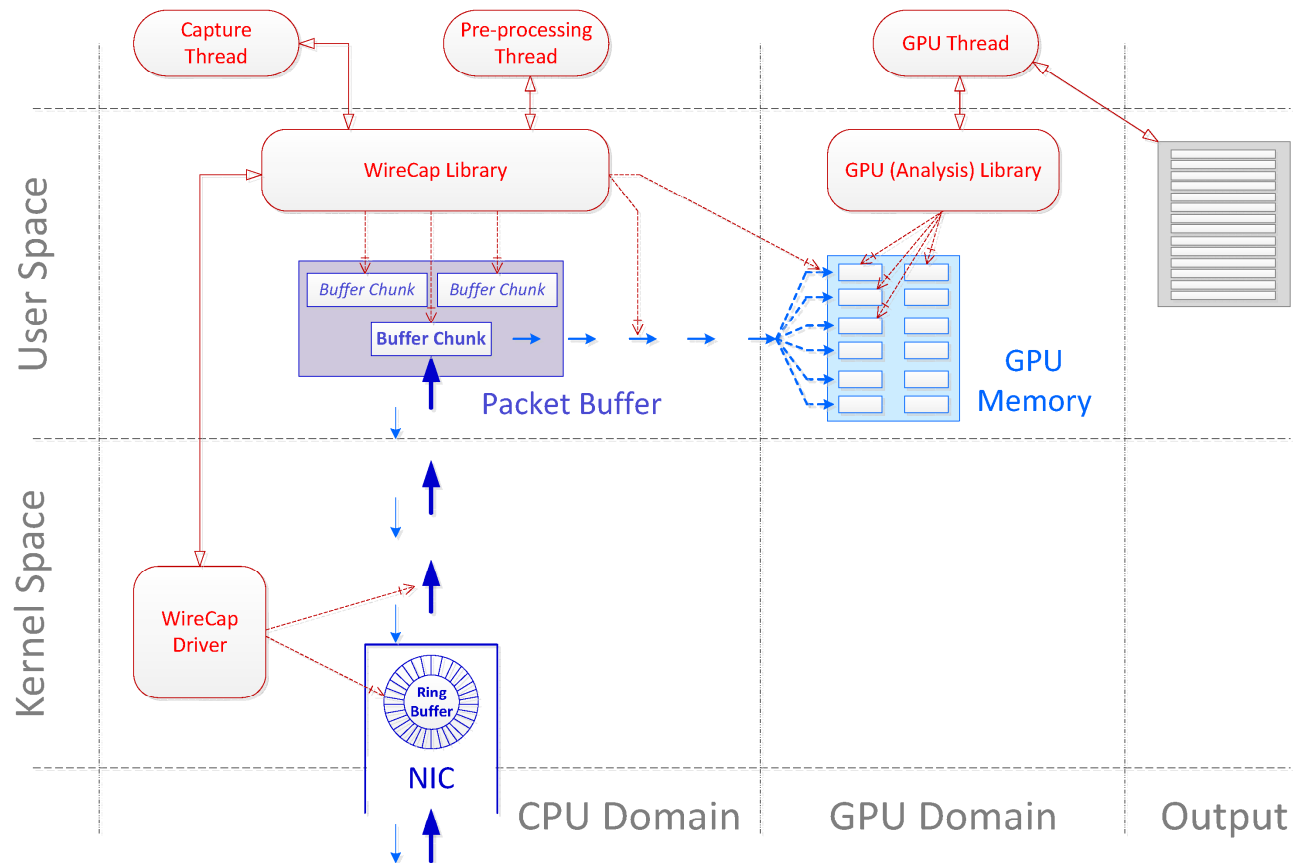 Capture
Thread
Pre-processing
Thread
GPU Thread
WireCap Library
GPU (Analysis) Library
User Space
Buffer Chunk
Buffer Chunk
Buffer Chunk
Packet Buffer
GPU
Memory
Kernel Space
WireCap
Driver
Ring
Buffer
NIC
CPU Domain
GPU Domain
Output